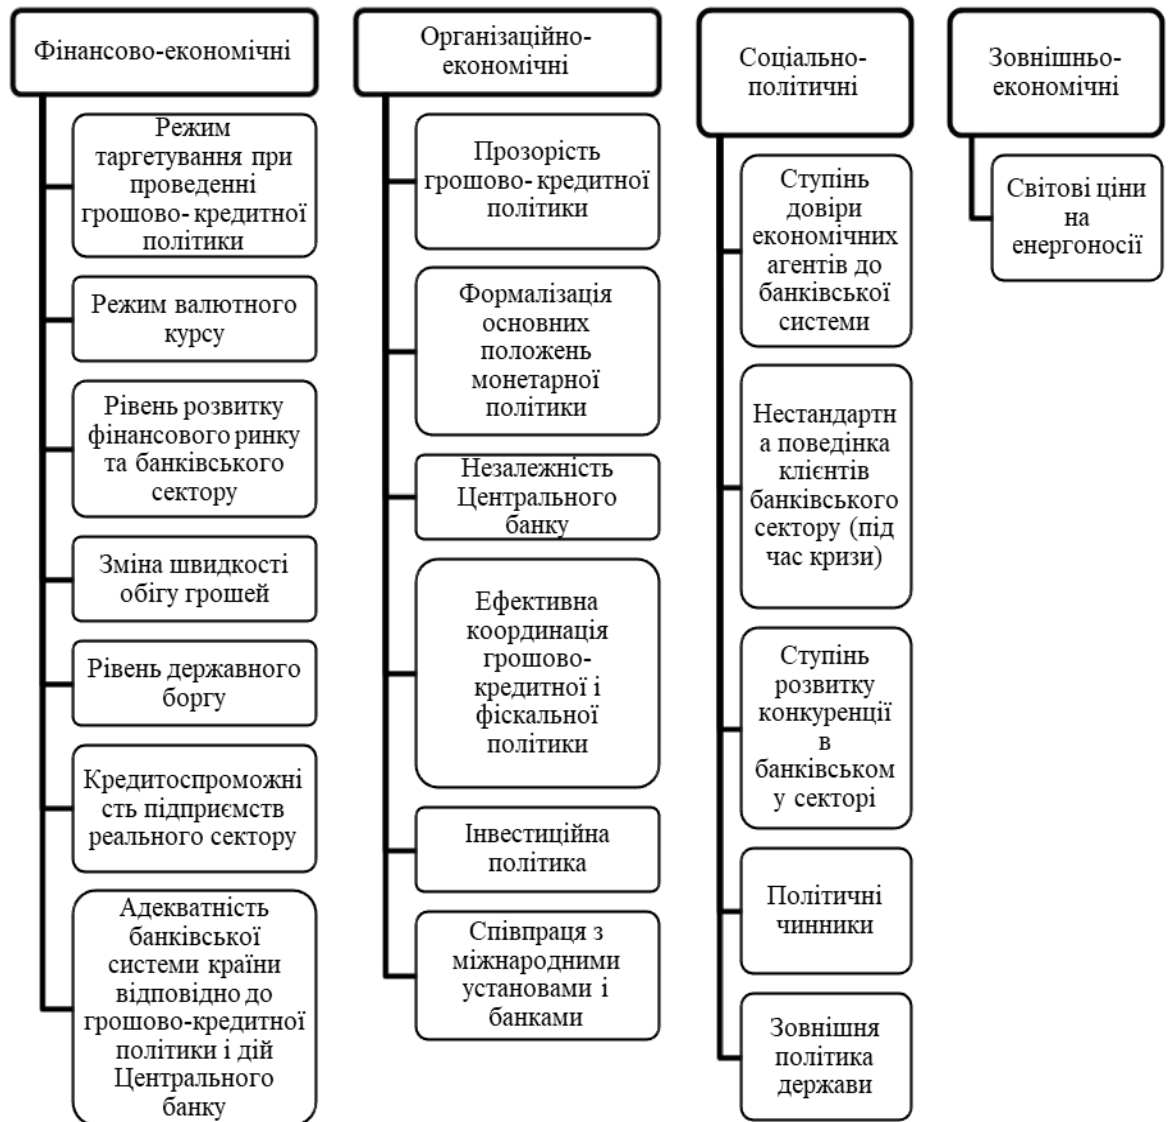 Фінансово-економічні
Режим
таргетування при
проведенні
грошово- кредитної
політики
Режим валютного
курсу
Рівень розвитку
фінансового ринку
та банківського
сектору
Зміна швидкості
обігу грошей
Рівень державного
боргу
Кредитоспроможні
сть підприємств
реального сектору
Адекватність
банківської
системи країни
відповідно до
грошово-кредитної
політики і дій
Центрального
банку
Організаційно-
економічні
Прозорість
грошово- кредитної
політики
Формалізація
основних
положень
монетарної
політики
Незалежність
Центрального
банку
Ефективна
координація
грошово-
кредитної і
фіскальної
політики
Інвестиційна
політика
Співпраця з
міжнародними
установами і
банками
Соціально-
політичні
Ступінь
довіри
економічних
агентів до
банківської
системи
Нестандартн
а поведінка
клієнтів
банківського
сектору (під
час кризи)
Ступінь
розвитку
конкуренції
в
банківськом
у секторі
Політичні
чинники
Зовнішня
політика
держави
Зовнішньо-
економічні
Світові ціни
на
енергоносії